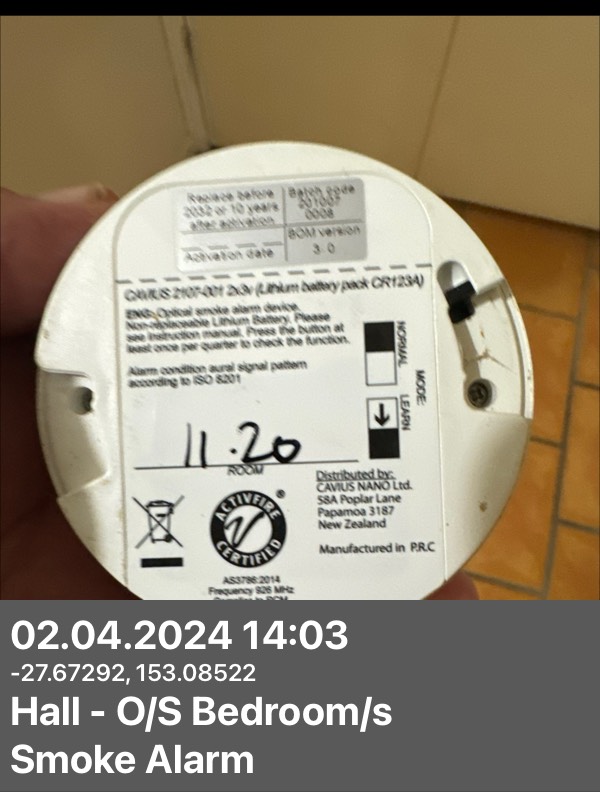 Replace before
2032 or 10 years
after activation
Activation date
Batch code
201007
0008
BOM version
3.0
CAVIUS 2107-001 2x3v (Lithium battery pack CR123A)
ENG: Optical smoke alarm device.
Non-replaceable Lithium Battery. Please
see instruction manual. Press the button at
least once per quarter to check the function.
Alarm condition aural signal pattern
according to ISO 8201
NORMAL
MODE:
LEARN
11.20
ROOM
ACTIVFIRE
®
CERTIFIED
AS3786:2014
Frequency 926 MHz
Distributed by:
CAVIUS NANO Ltd.
58A Poplar Lane
Papamoa 3187
New Zealand
Manufactured in P.R.C
02.04.2024 14:03
-27.67292, 153.08522
Hall - O/S Bedroom/s
Smoke Alarm